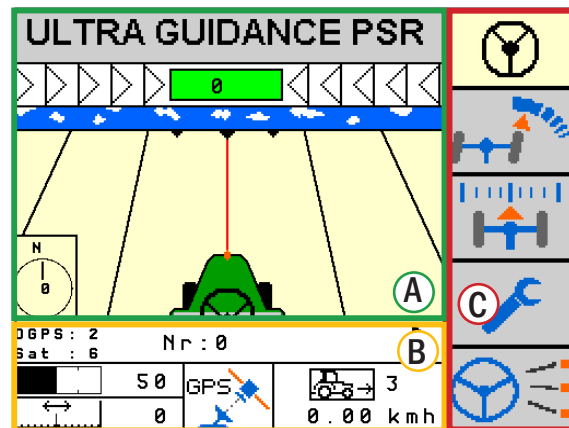 ULTRA GUIDANCE PSR
0
N
0
A
C
DGPS: 2
Sat : 6
Nr:0
B
50
GPS
3
0
0.00 kmh